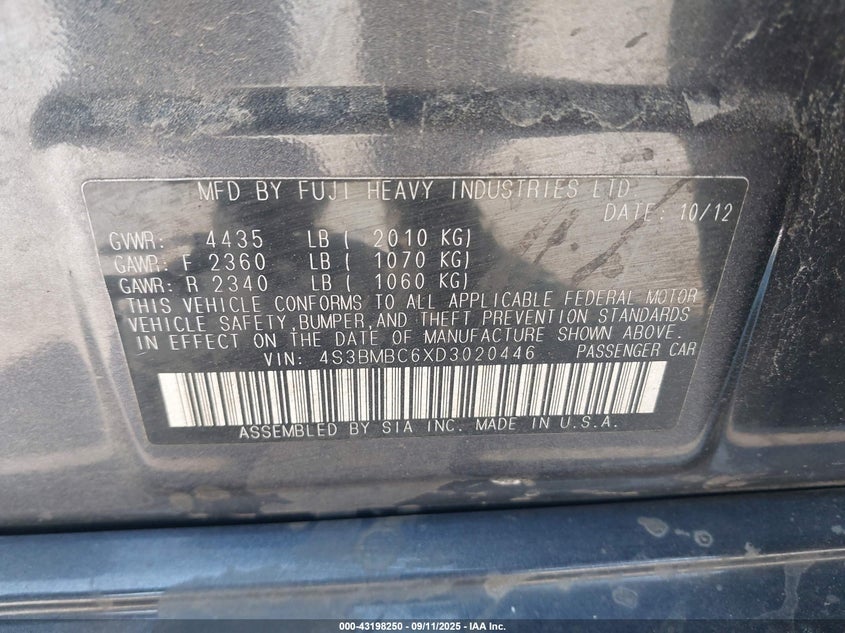 MFD BY FUJI HEAVY INDUSTRIES LTD.
DATE: 10/12
GVWR: 4435 LB ( 2010 KG)
GAWR: F 2360 LB ( 1070 KG)
GAWR: R 2340 LB ( 1060 KG)
THIS VEHICLE CONFORMS TO ALL APPLICABLE FEDERAL MOTOR
VEHICLE SAFETY, BUMPER, AND THEFT PREVENTION STANDARDS
IN EFFECT ON THE DATE OF MANUFACTURE SHOWN ABOVE.
VIN: 4S3BMBC6XD3020446 PASSENGER CAR
ASSEMBLED BY SIA INC. MADE IN U.S.A.
000-43198250 - 09/11/2025 - IAA Inc.